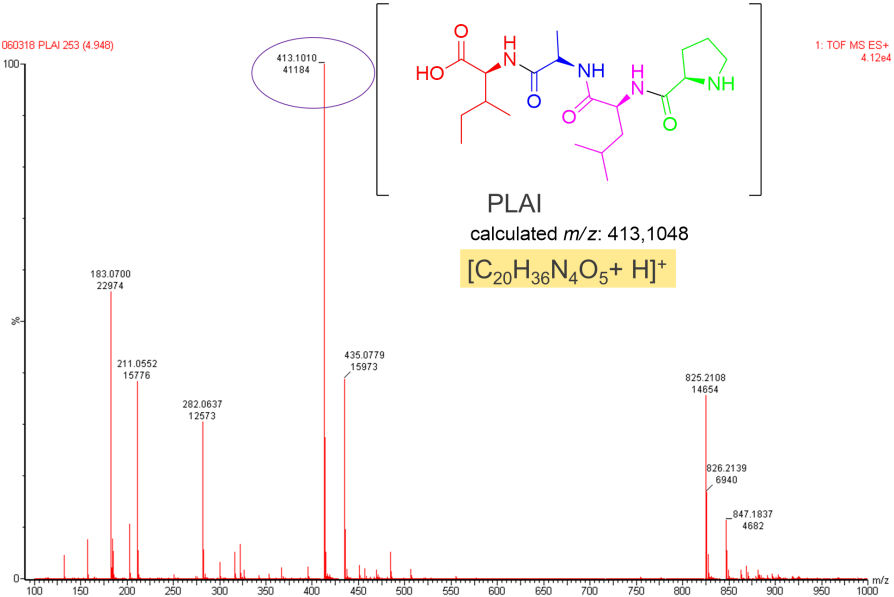 060318 PLAI 253 (4.948)
1: TOF MS ES+
4.12e4
100
%
0
413.1010
41184
183.0700
22974
211.0552
15776
282.0637
12573
435.0779
15973
825.2108
14654
826.2139
6940
847.1837
4682
HO
O
H
N
O
NH
O
H
N
O
NH
PLAI
calculated m/z: 413,1048
[C₂₀H₃₆N₄O₅+ H]⁺
100 150 200 250 300 350 400 450 500 550 600 650 700 750 800 850 900 950 1000 m/z